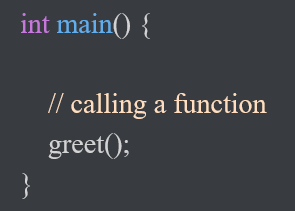 int main() {
// calling a function
greet();
}